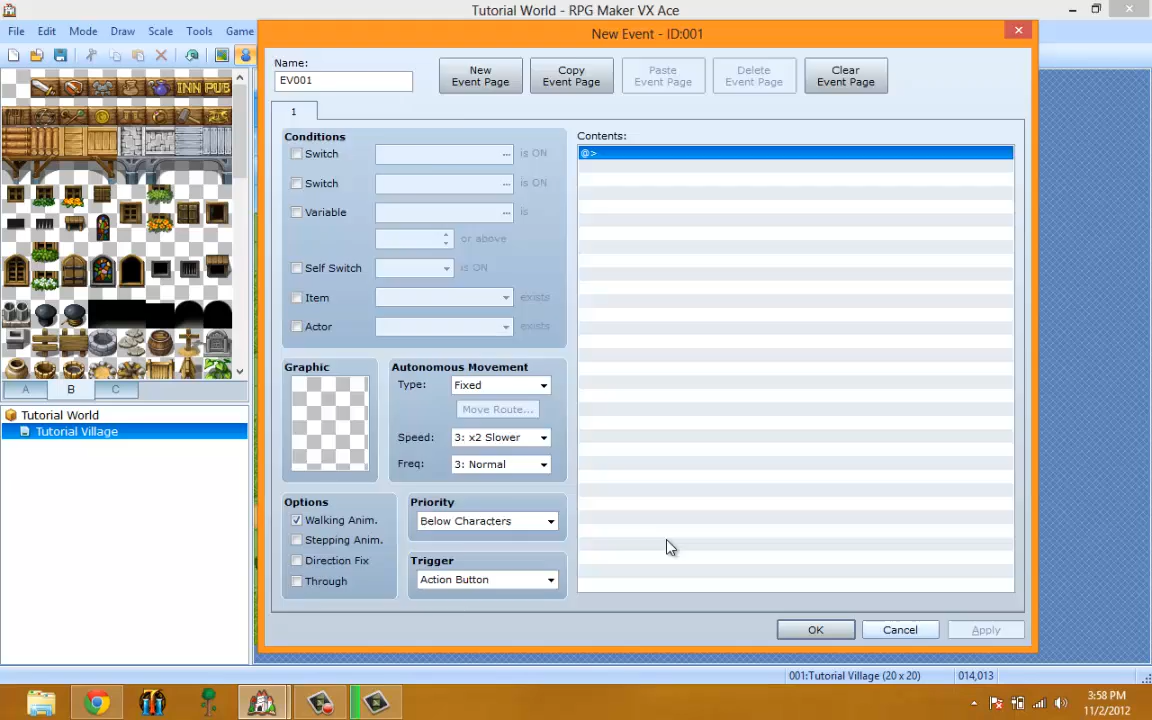 Tutorial World - RPG Maker VX Ace
File Edit Mode Draw Scale Tools Game
New Event - ID:001
INN PUB
Name:
EV001
New Event Page
Copy Event Page
Paste Event Page
Delete Event Page
Clear Event Page
1
Conditions
Switch ... is ON
Switch ... is ON
Variable ... is
or above
Self Switch is ON
Item exists
Actor exists
Contents:
@>
Graphic
Autonomous Movement
Type: Fixed
Move Route...
Speed: 3: x2 Slower
Freq: 3: Normal
A B C
Tutorial World
Tutorial Village
Options
Walking Anim.
Stepping Anim.
Direction Fix
Through
Priority
Below Characters
Trigger
Action Button
OK Cancel Apply
001:Tutorial Village (20 x 20) 014,013
3:58 PM
11/2/2012